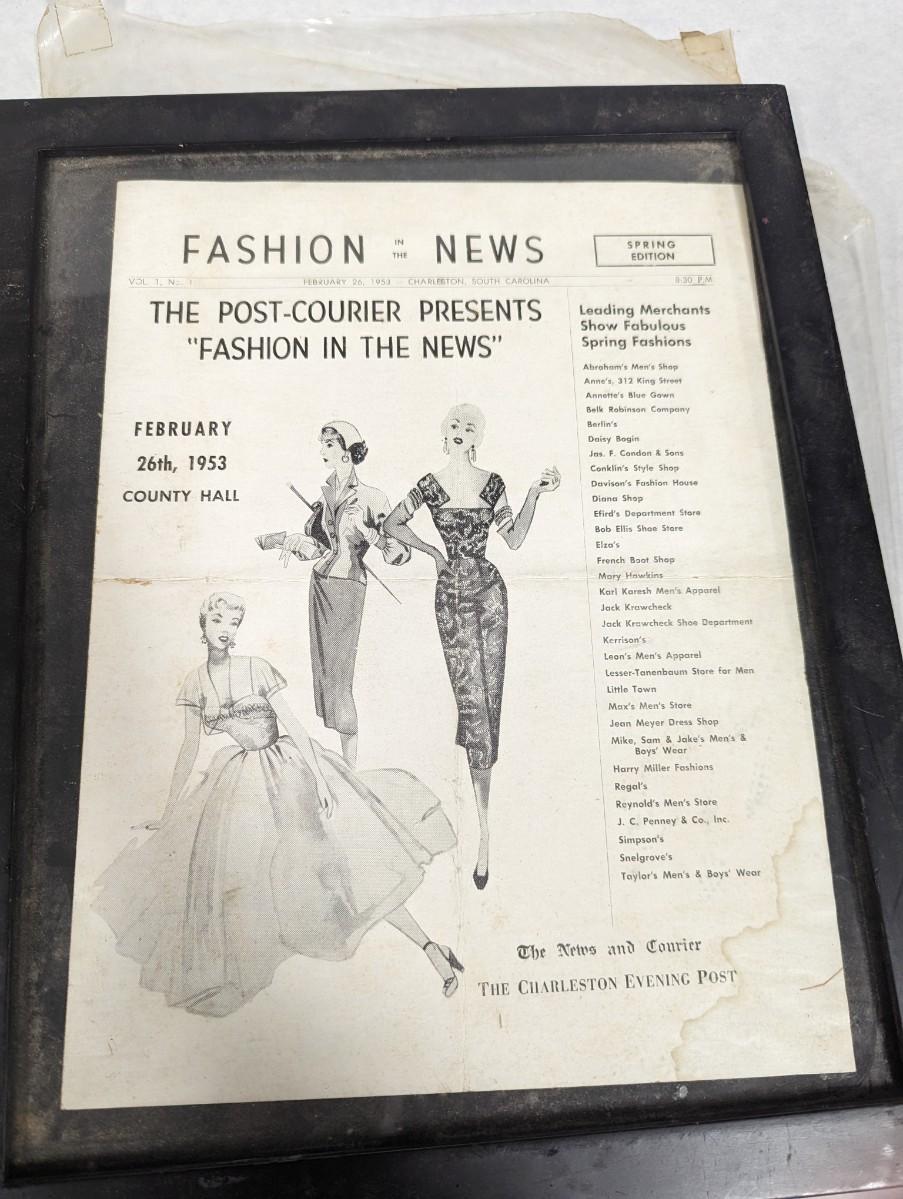 FASHION IN THE NEWS
SPRING EDITION
VOL. 1, No. 1 FEBRUARY 26, 1953 — CHARLESTON, SOUTH CAROLINA 8:30 P.M
THE POST-COURIER PRESENTS
"FASHION IN THE NEWS"
FEBRUARY
26th, 1953
COUNTY HALL
Leading Merchants
Show Fabulous
Spring Fashions
Abraham's Men's Shop
Anne's, 312 King Street
Annette's Blue Gown
Belk Robinson Company
Berlin's
Daisy Bogin
Jas. F. Condon & Sons
Conklin's Style Shop
Davison's Fashion House
Diana Shop
Efird's Department Store
Bob Ellis Shoe Store
Elza's
French Boot Shop
Mary Hawkins
Karl Karesh Men's Apparel
Jack Krawcheck
Jack Krawcheck Shoe Department
Kerrison's
Leon's Men's Apparel
Lesser-Tanenbaum Store for Men
Little Town
Max's Men's Store
Jean Meyer Dress Shop
Mike, Sam & Jake's Men's &
Boys' Wear
Harry Miller Fashions
Regal's
Reynold's Men's Store
J. C. Penney & Co., Inc.
Simpson's
Snelgrove's
Taylor's Men's & Boys' Wear
The News and Courier
THE CHARLESTON EVENING POST